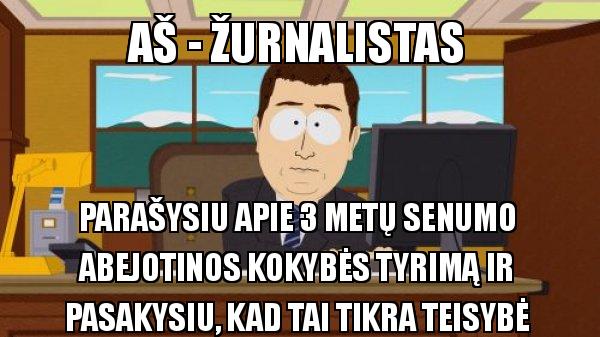 AŠ - ŽURNALISTAS
PARAŠYSIU APIE 3 METŲ SENUMO
ABEJOTINOS KOKYBĖS TYRIMĄ IR
PASAKYSIU, KAD TAI TIKRA TEISYBĖ